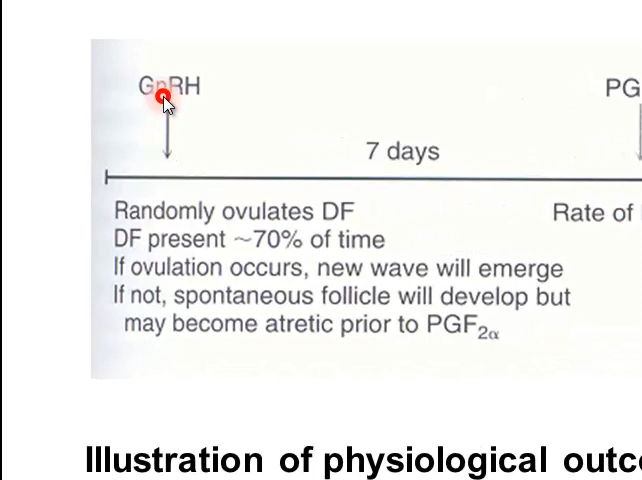 GnRH PG
7 days
Randomly ovulates DF Rate of
DF present ~70% of time
If ovulation occurs, new wave will emerge
If not, spontaneous follicle will develop but
may become atretic prior to PGF2α
Illustration of physiological